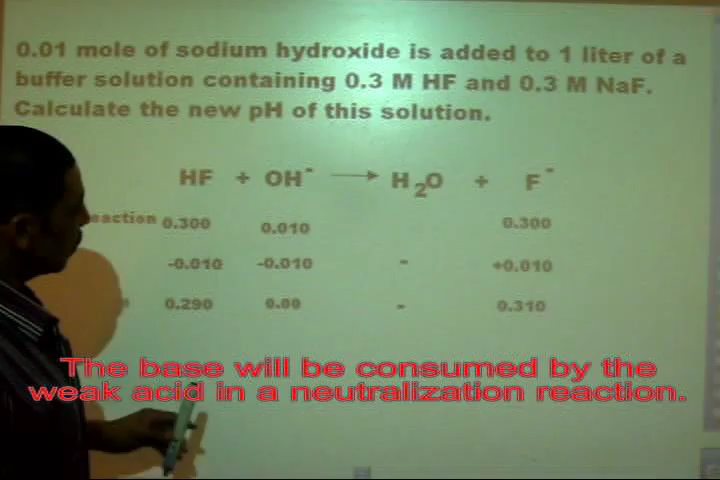 0.01 mole of sodium hydroxide is added to 1 liter of a
buffer solution containing 0.3 M HF and 0.3 M NaF.
Calculate the new pH of this solution.
HF + OH⁻ → H₂O + F⁻
eaction 0.300 0.010 0.300
-0.010 -0.010 - +0.010
0.290 0.00 - 0.310
The base will be consumed by the
weak acid in a neutralization reaction.